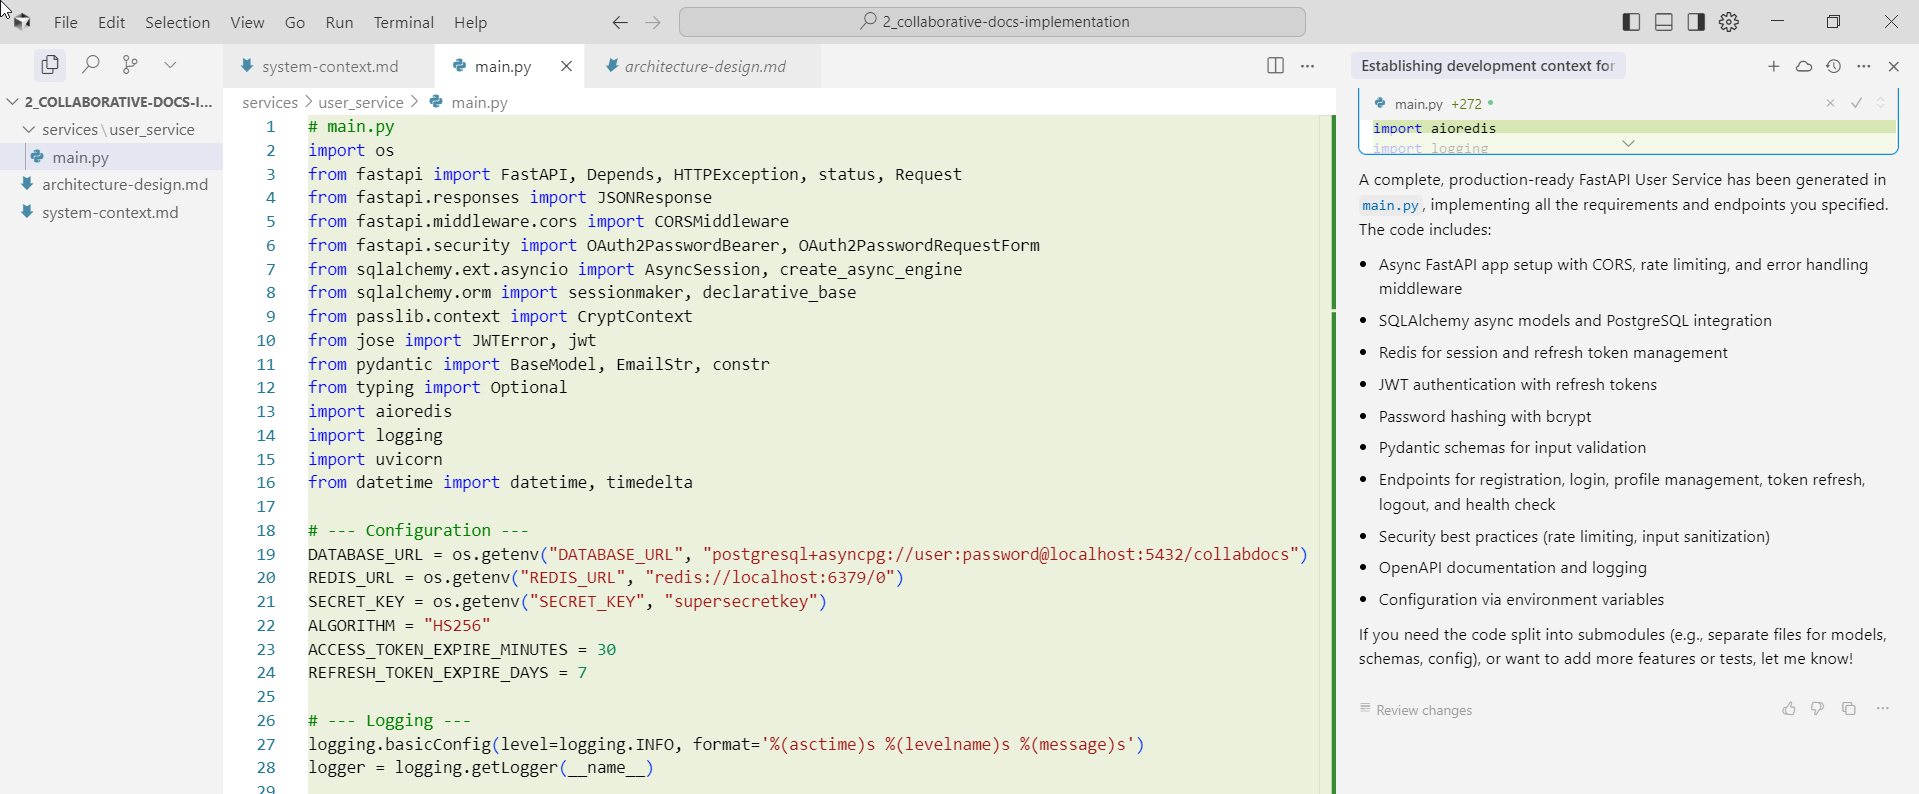 File Edit Selection View Go Run Terminal Help
2_collaborative-docs-implementation
2_COLLABORATIVE-DOCS-I...
services\user_service
main.py
architecture-design.md
system-context.md
system-context.md
main.py
architecture-design.md
services > user_service > main.py
1 # main.py
2 import os
3 from fastapi import FastAPI, Depends, HTTPException, status, Request
4 from fastapi.responses import JSONResponse
5 from fastapi.middleware.cors import CORSMiddleware
6 from fastapi.security import OAuth2PasswordBearer, OAuth2PasswordRequestForm
7 from sqlalchemy.ext.asyncio import AsyncSession, create_async_engine
8 from sqlalchemy.orm import sessionmaker, declarative_base
9 from passlib.context import CryptContext
10 from jose import JWTError, jwt
11 from pydantic import BaseModel, EmailStr, constr
12 from typing import Optional
13 import aioredis
14 import logging
15 import uvicorn
16 from datetime import datetime, timedelta
17
18 # --- Configuration ---
19 DATABASE_URL = os.getenv("DATABASE_URL", "postgresql+asyncpg://user:password@localhost:5432/collabdocs")
20 REDIS_URL = os.getenv("REDIS_URL", "redis://localhost:6379/0")
21 SECRET_KEY = os.getenv("SECRET_KEY", "supersecretkey")
22 ALGORITHM = "HS256"
23 ACCESS_TOKEN_EXPIRE_MINUTES = 30
24 REFRESH_TOKEN_EXPIRE_DAYS = 7
25
26 # --- Logging ---
27 logging.basicConfig(level=logging.INFO, format='%(asctime)s %(levelname)s %(message)s')
28 logger = logging.getLogger(__name__)
29
Establishing development context for
main.py +272
import aioredis
import logging
A complete, production-ready FastAPI User Service has been generated in
main.py, implementing all the requirements and endpoints you specified.
The code includes:
• Async FastAPI app setup with CORS, rate limiting, and error handling
middleware
• SQLAlchemy async models and PostgreSQL integration
• Redis for session and refresh token management
• JWT authentication with refresh tokens
• Password hashing with bcrypt
• Pydantic schemas for input validation
• Endpoints for registration, login, profile management, token refresh,
logout, and health check
• Security best practices (rate limiting, input sanitization)
• OpenAPI documentation and logging
• Configuration via environment variables
If you need the code split into submodules (e.g., separate files for models,
schemas, config), or want to add more features or tests, let me know!
Review changes